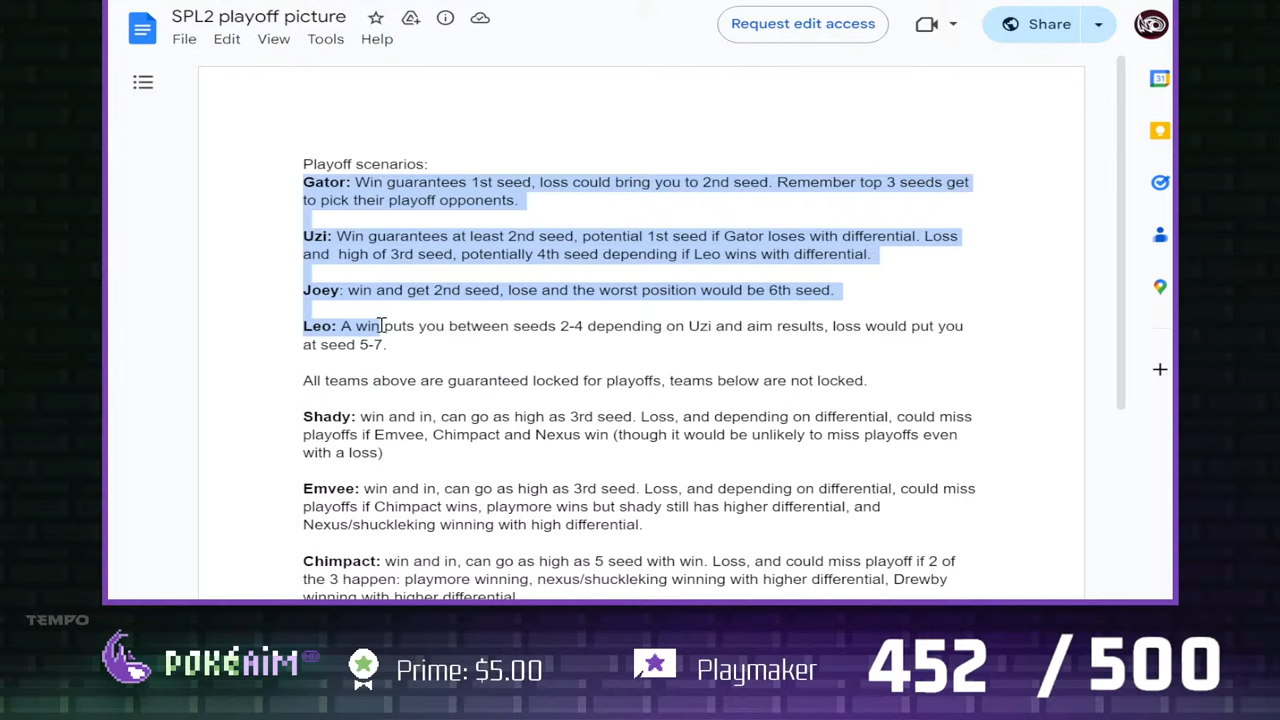 SPL2 playoff picture
File Edit View Tools Help
Request edit access
Share
31
Playoff scenarios:
Gator: Win guarantees 1st seed, loss could bring you to 2nd seed. Remember top 3 seeds get
to pick their playoff opponents.
Uzi: Win guarantees at least 2nd seed, potential 1st seed if Gator loses with differential. Loss
and  high of 3rd seed, potentially 4th seed depending if Leo wins with differential.
Joey: win and get 2nd seed, lose and the worst position would be 6th seed.
Leo: A win puts you between seeds 2-4 depending on Uzi and aim results, loss would put you
at seed 5-7.
All teams above are guaranteed locked for playoffs, teams below are not locked.
Shady: win and in, can go as high as 3rd seed. Loss, and depending on differential, could miss
playoffs if Emvee, Chimpact and Nexus win (though it would be unlikely to miss playoffs even
with a loss)
Emvee: win and in, can go as high as 3rd seed. Loss, and depending on differential, could miss
playoffs if Chimpact wins, playmore wins but shady still has higher differential, and
Nexus/shuckleking winning with high differential.
Chimpact: win and in, can go as high as 5 seed with win. Loss, and could miss playoff if 2 of
the 3 happen: playmore winning, nexus/shuckleking winning with higher differential, Drewby
winning with higher differential
TEMPO
POKéAIM MD
Prime: $5.00
Playmaker
452 / 500